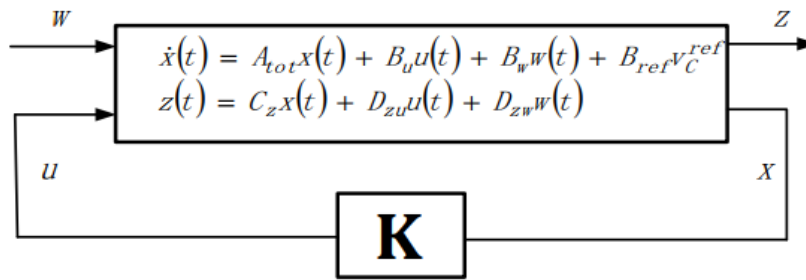 W
Z
ẋ(t) = A_tot x(t) + B_u u(t) + B_w w(t) + B_ref v_C^ref
z(t) = C_z x(t) + D_zu u(t) + D_zw w(t)
u
X
K